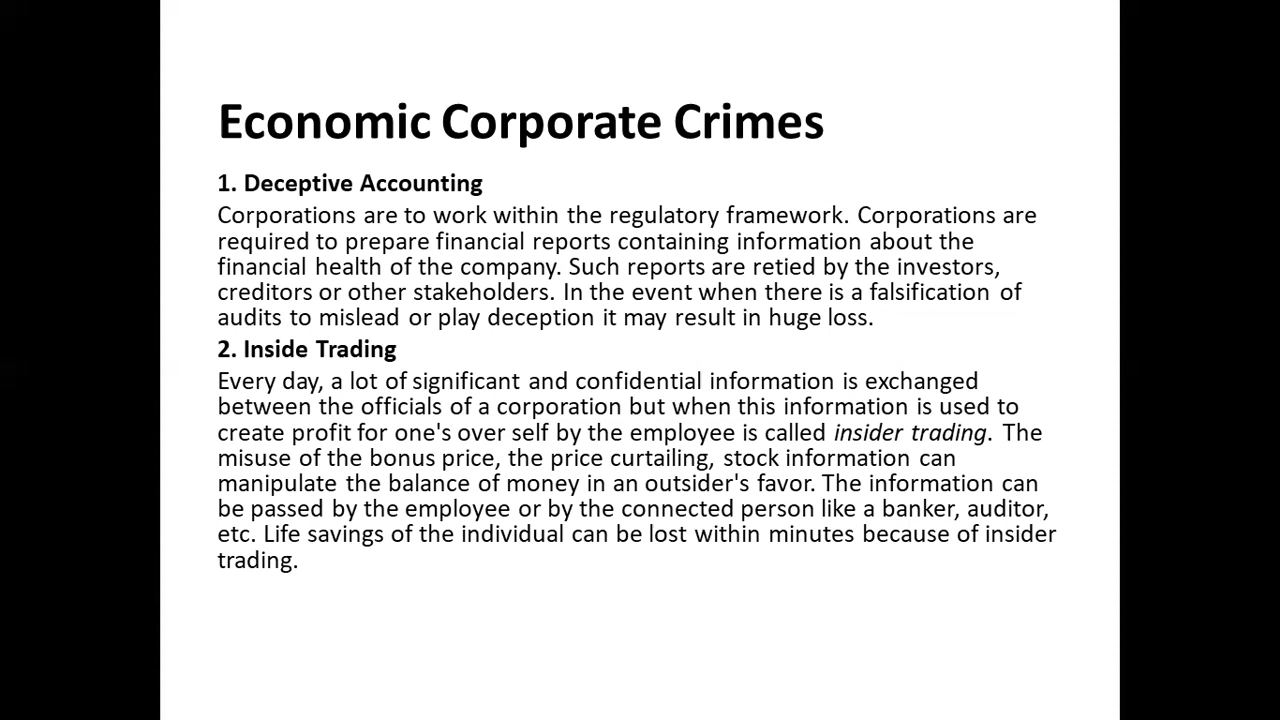 Economic Corporate Crimes
1. Deceptive Accounting
Corporations are to work within the regulatory framework. Corporations are
required to prepare financial reports containing information about the
financial health of the company. Such reports are retied by the investors,
creditors or other stakeholders. In the event when there is a falsification of
audits to mislead or play deception it may result in huge loss.
2. Inside Trading
Every day, a lot of significant and confidential information is exchanged
between the officials of a corporation but when this information is used to
create profit for one's over self by the employee is called insider trading. The
misuse of the bonus price, the price curtailing, stock information can
manipulate the balance of money in an outsider's favor. The information can
be passed by the employee or by the connected person like a banker, auditor,
etc. Life savings of the individual can be lost within minutes because of insider
trading.